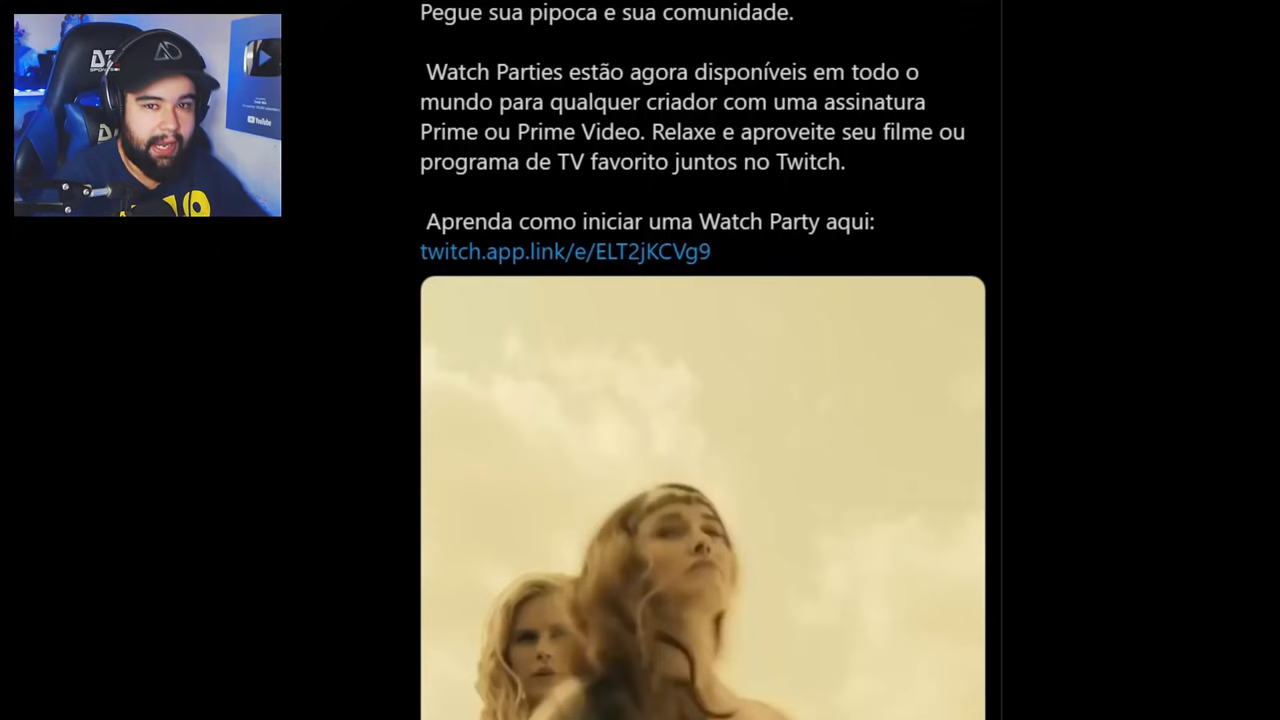 Pegue sua pipoca e sua comunidade.
Watch Parties estão agora disponíveis em todo o
mundo para qualquer criador com uma assinatura
Prime ou Prime Video. Relaxe e aproveite seu filme ou
programa de TV favorito juntos no Twitch.
Aprenda como iniciar uma Watch Party aqui:
twitch.app.link/e/ELT2jKCVg9
YouTube